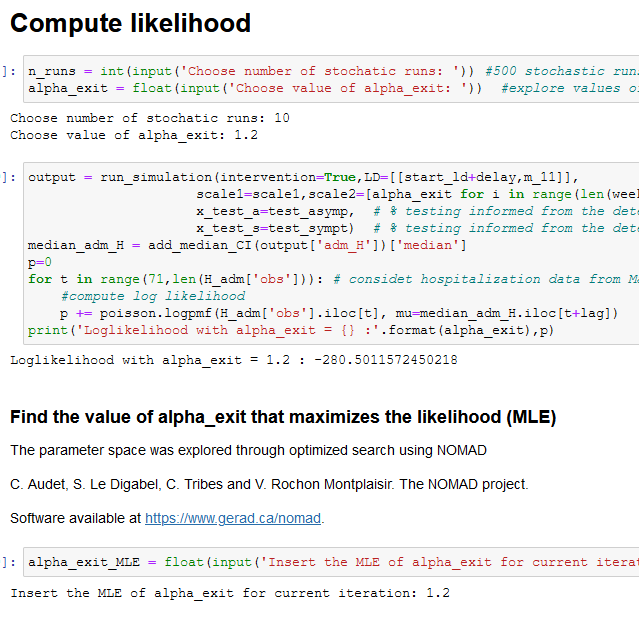 Compute likelihood
]: n_runs = int(input('Choose number of stochatic runs: ')) #500 stochastic run
alpha_exit = float(input('Choose value of alpha_exit: ')) #explore values o
Choose number of stochatic runs: 10
Choose value of alpha_exit: 1.2
]: output = run_simulation(intervention=True,LD=[[start_ld+delay,m_11]],
scale1=scale1,scale2=[alpha_exit for i in range(len(wee
x_test_a=test_asymp, # % testing informed from the det
x_test_s=test_sympt) # % testing informed from the det
median_adm_H = add_median_CI(output['adm_H'])['median']
p=0
for t in range(71,len(H_adm['obs'])): # considet hospitalization data from M
#compute log likelihood
p += poisson.logpmf(H_adm['obs'].iloc[t], mu=median_adm_H.iloc[t+lag])
print('Loglikelihood with alpha_exit = {} :'.format(alpha_exit),p)
Loglikelihood with alpha_exit = 1.2 : -280.5011572450218
Find the value of alpha_exit that maximizes the likelihood (MLE)
The parameter space was explored through optimized search using NOMAD
C. Audet, S. Le Digabel, C. Tribes and V. Rochon Montplaisir. The NOMAD project.
Software available at https://www.gerad.ca/nomad.
]: alpha_exit_MLE = float(input('Insert the MLE of alpha_exit for current itera
Insert the MLE of alpha_exit for current iteration: 1.2